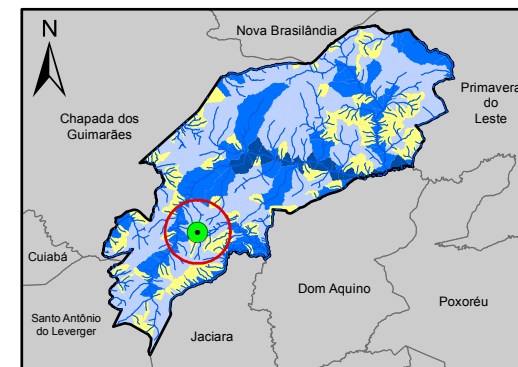 N
Nova Brasilândia
Primavera
do
Leste
Chapada dos
Guimarães
Cuiabá
Santo Antônio
do Leverger
Jaciara
Dom Aquino
Poxoréu